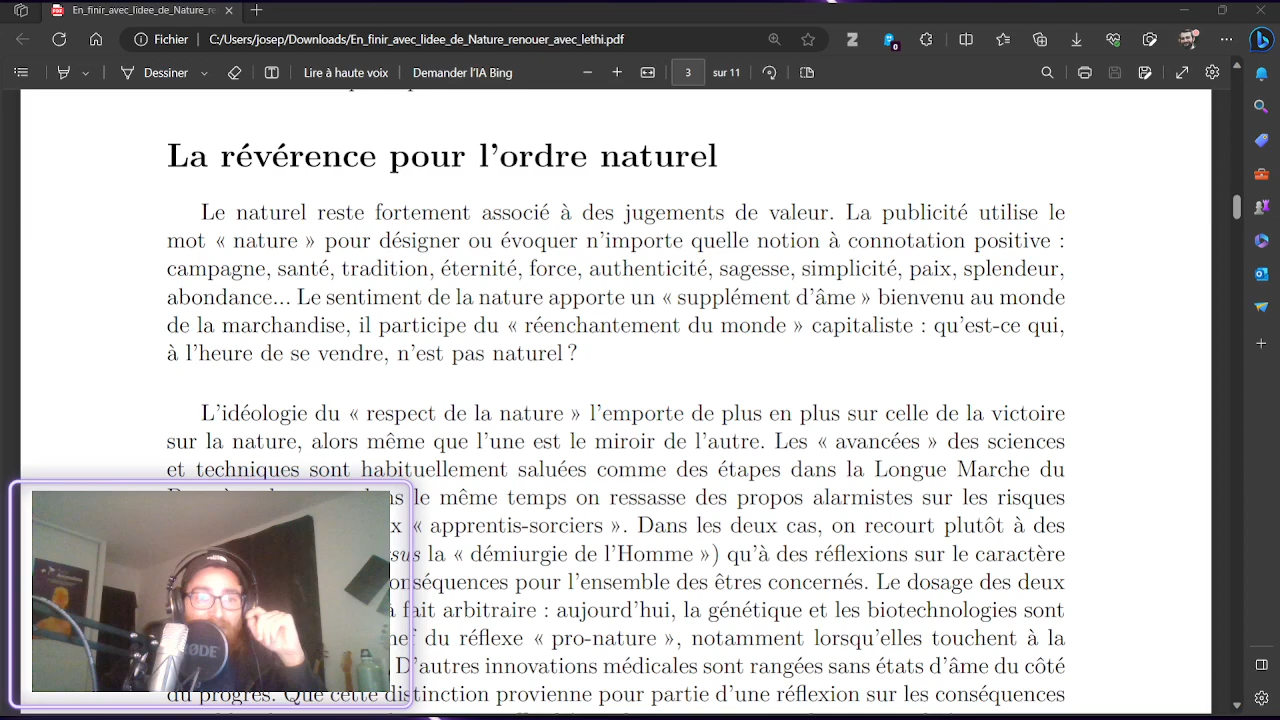 En_finir_avec_lidee_de_Nature_re
Fichier C:/Users/josep/Downloads/En_finir_avec_lidee_de_Nature_renouer_avec_lethi.pdf
0
Dessiner Lire à haute voix Demander l'IA Bing 3 sur 11
La révérence pour l'ordre naturel
Le naturel reste fortement associé à des jugements de valeur. La publicité utilise le
mot « nature » pour désigner ou évoquer n'importe quelle notion à connotation positive :
campagne, santé, tradition, éternité, force, authenticité, sagesse, simplicité, paix, splendeur,
abondance... Le sentiment de la nature apporte un « supplément d'âme » bienvenu au monde
de la marchandise, il participe du « réenchantement du monde » capitaliste : qu'est-ce qui,
à l'heure de se vendre, n'est pas naturel ?
L'idéologie du « respect de la nature » l'emporte de plus en plus sur celle de la victoire
sur la nature, alors même que l'une est le miroir de l'autre. Les « avancées » des sciences
et techniques sont habituellement saluées comme des étapes dans la Longue Marche du
le même temps on ressasse des propos alarmistes sur les risques
« apprentis-sorciers ». Dans les deux cas, on recourt plutôt à des
la « démiurgie de l'Homme ») qu'à des réflexions sur le caractère
conséquences pour l'ensemble des êtres concernés. Le dosage des deux
fait arbitraire : aujourd'hui, la génétique et les biotechnologies sont
du réflexe « pro-nature », notamment lorsqu'elles touchent à la
D'autres innovations médicales sont rangées sans états d'âme du côté
du progrès. Que cette distinction provienne pour partie d'une réflexion sur les conséquences
RØDE